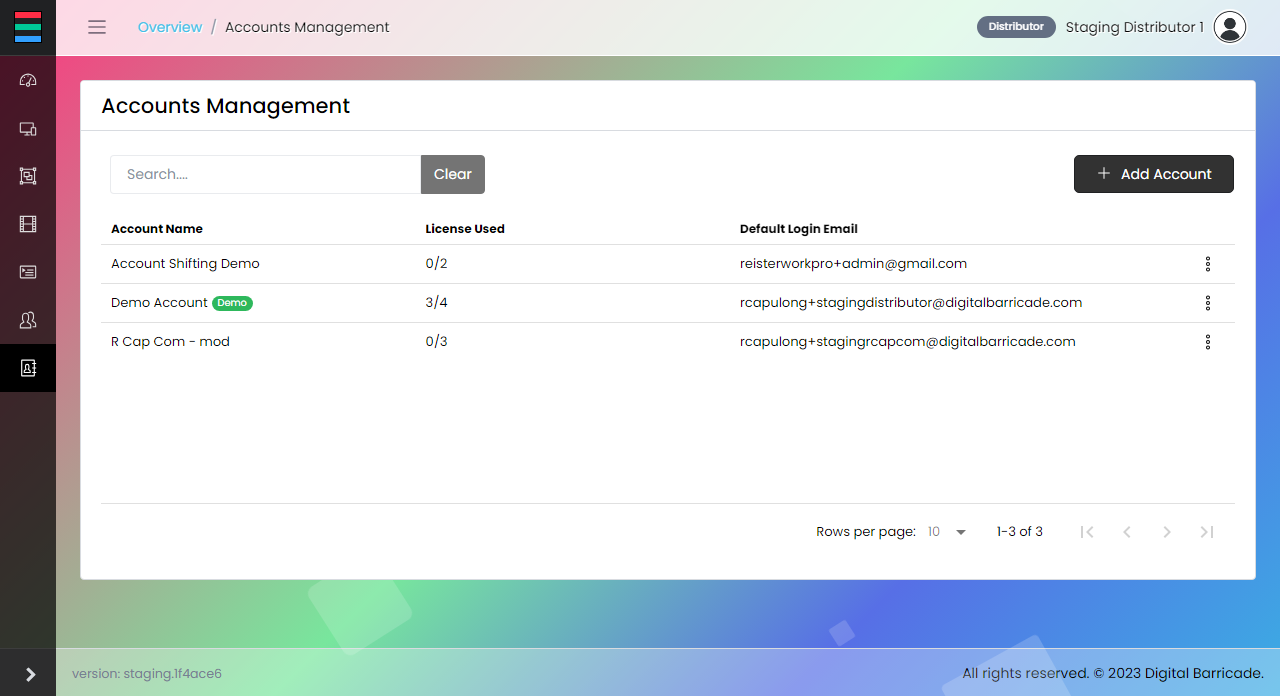 Overview / Accounts Management
Distributor Staging Distributor 1
Accounts Management
Search....
Clear
+ Add Account
Account Name License Used Default Login Email
Account Shifting Demo 0/2 reisterworkpro+admin@gmail.com
Demo Account Demo 3/4 rcapulong+stagingdistributor@digitalbarricade.com
R Cap Com - mod 0/3 rcapulong+stagingrcapcom@digitalbarricade.com
Rows per page: 10 1-3 of 3
version: staging.1f4ace6
All rights reserved. © 2023 Digital Barricade.